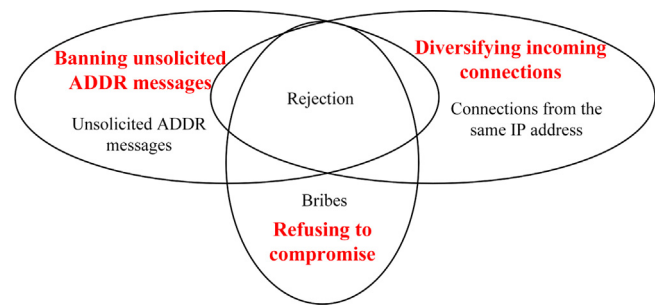 Banning unsolicited
ADDR messages
Unsolicited ADDR
messages
Rejection
Diversifying incoming
connections
Connections from the
same IP address
Bribes
Refusing to
compromise